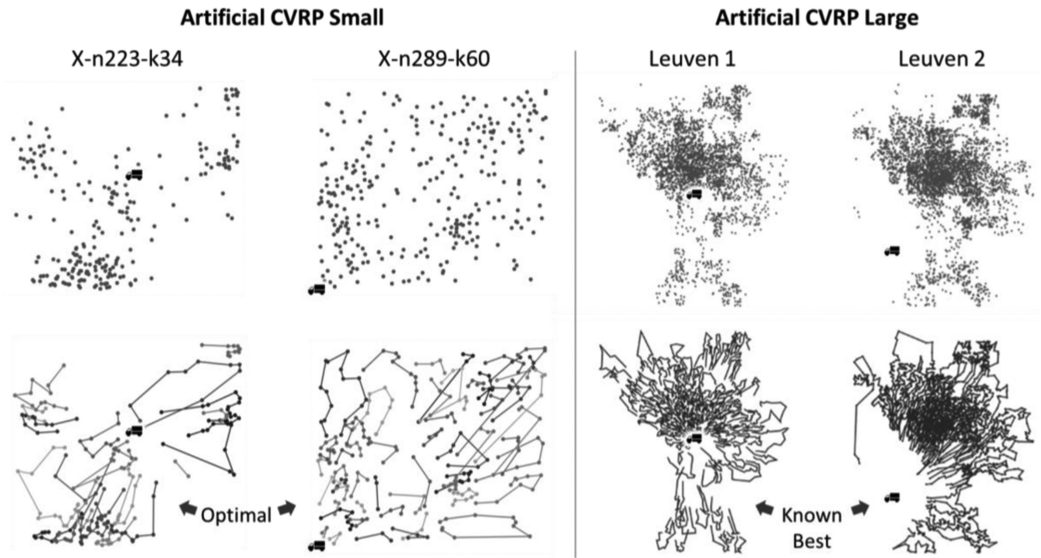 Artificial CVRP Small
Artificial CVRP Large
X-n223-k34
X-n289-k60
Leuven 1
Leuven 2
Optimal
Known
Best